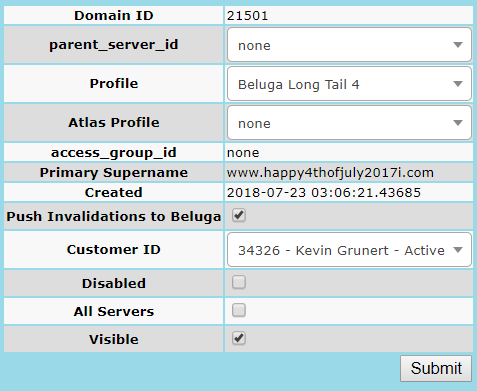 Domain ID 21501
parent_server_id none
Profile Beluga Long Tail 4
Atlas Profile none
access_group_id none
Primary Supername www.happy4thofjuly2017i.com
Created 2018-07-23 03:06:21.43685
Push Invalidations to Beluga
Customer ID 34326 - Kevin Grunert - Active
Disabled
All Servers
Visible
Submit